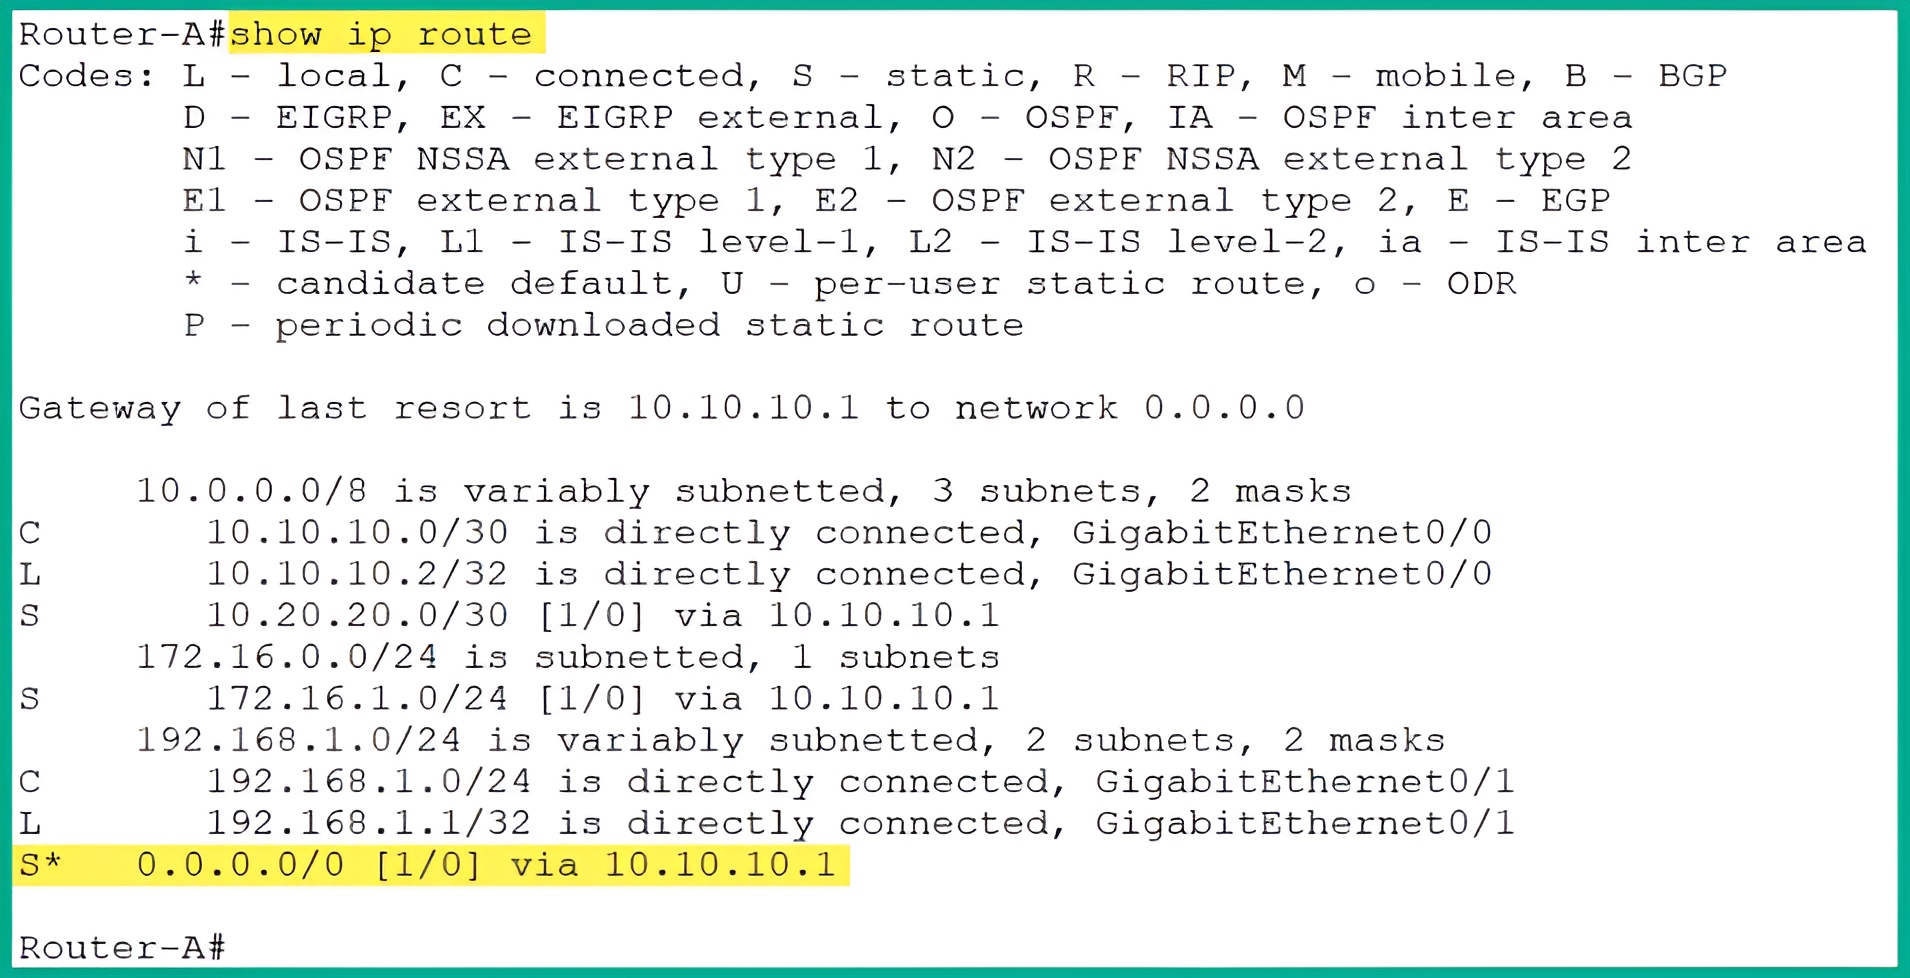 Router-A#show ip route
Codes: L - local, C - connected, S - static, R - RIP, M - mobile, B - BGP
D - EIGRP, EX - EIGRP external, O - OSPF, IA - OSPF inter area
N1 - OSPF NSSA external type 1, N2 - OSPF NSSA external type 2
E1 - OSPF external type 1, E2 - OSPF external type 2, E - EGP
i - IS-IS, L1 - IS-IS level-1, L2 - IS-IS level-2, ia - IS-IS inter area
* - candidate default, U - per-user static route, o - ODR
P - periodic downloaded static route
Gateway of last resort is 10.10.10.1 to network 0.0.0.0
10.0.0.0/8 is variably subnetted, 3 subnets, 2 masks
C 10.10.10.0/30 is directly connected, GigabitEthernet0/0
L 10.10.10.2/32 is directly connected, GigabitEthernet0/0
S 10.20.20.0/30 [1/0] via 10.10.10.1
172.16.0.0/24 is subnetted, 1 subnets
S 172.16.1.0/24 [1/0] via 10.10.10.1
192.168.1.0/24 is variably subnetted, 2 subnets, 2 masks
C 192.168.1.0/24 is directly connected, GigabitEthernet0/1
L 192.168.1.1/32 is directly connected, GigabitEthernet0/1
S* 0.0.0.0/0 [1/0] via 10.10.10.1
Router-A#